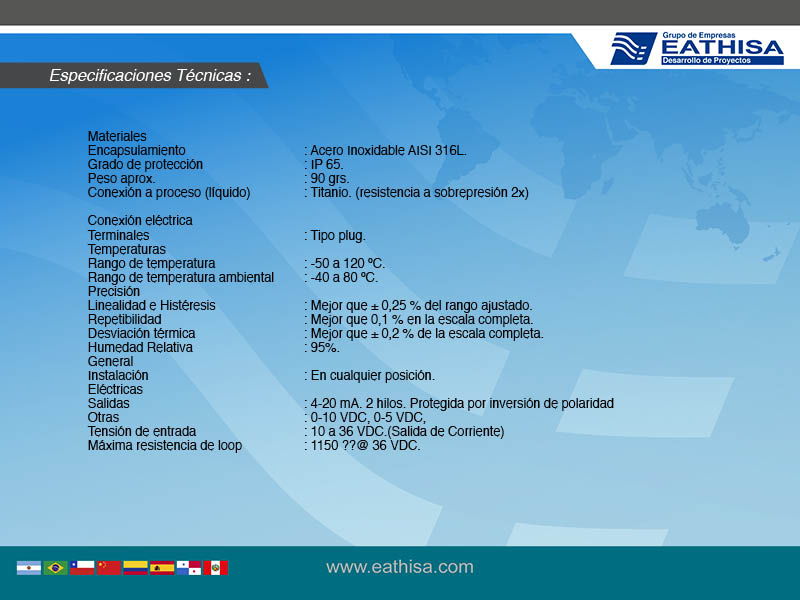 Grupo de Empresas
EATHISA
Desarrollo de Proyectos
Especificaciones Técnicas :
Materiales
Encapsulamiento : Acero Inoxidable AISI 316L.
Grado de protección : IP 65.
Peso aprox. : 90 grs.
Conexión a proceso (líquido) : Titanio. (resistencia a sobrepresión 2x)
Conexión eléctrica
Terminales : Tipo plug.
Temperaturas
Rango de temperatura : -50 a 120 ºC.
Rango de temperatura ambiental : -40 a 80 ºC.
Precisión
Linealidad e Histéresis : Mejor que ± 0,25 % del rango ajustado.
Repetibilidad : Mejor que 0,1 % en la escala completa.
Desviación térmica : Mejor que ± 0,2 % de la escala completa.
Humedad Relativa : 95%.
General
Instalación : En cualquier posición.
Eléctricas
Salidas : 4-20 mA. 2 hilos. Protegida por inversión de polaridad
Otras : 0-10 VDC, 0-5 VDC,
Tensión de entrada : 10 a 36 VDC.(Salida de Corriente)
Máxima resistencia de loop : 1150 ??@ 36 VDC.
www.eathisa.com